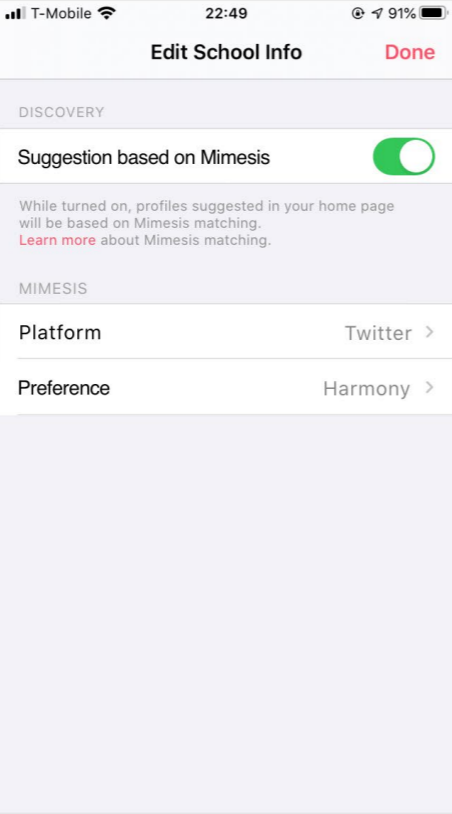 T-Mobile 22:49 91%
Edit School Info Done
DISCOVERY
Suggestion based on Mimesis
While turned on, profiles suggested in your home page
will be based on Mimesis matching.
Learn more about Mimesis matching.
MIMESIS
Platform Twitter
Preference Harmony